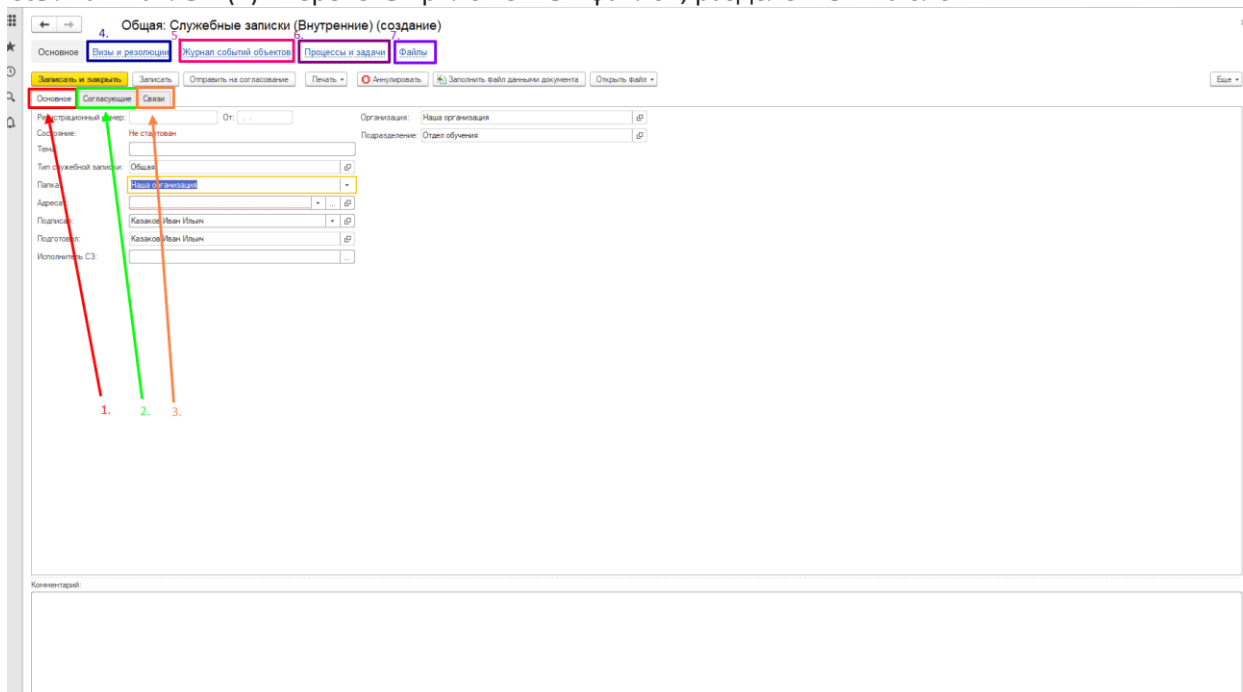 Общая: Служебные записки (Внутренние) (создание)
4. 5. 6. 7.
Основное Визы и резолюции Журнал событий объектов Процессы и задачи Файлы
Записать и закрыть Записать Отправить на согласование Печать Аннулировать Заполнить файл данными документа Открыть файл Еще
Основное Согласующие Связи
Регистрационный номер: От: . . Организация: Наша организация
Состояние: Не стартован Подразделение: Отдел обучения
Тема:
Тип служебной записки: Общая
Папка: Наша организация
Адресат: ...
Подписал: Казаков Иван Ильич
Подготовил: Казаков Иван Ильич
Исполнитель СЗ: ...
1. 2. 3.
Комментарий: